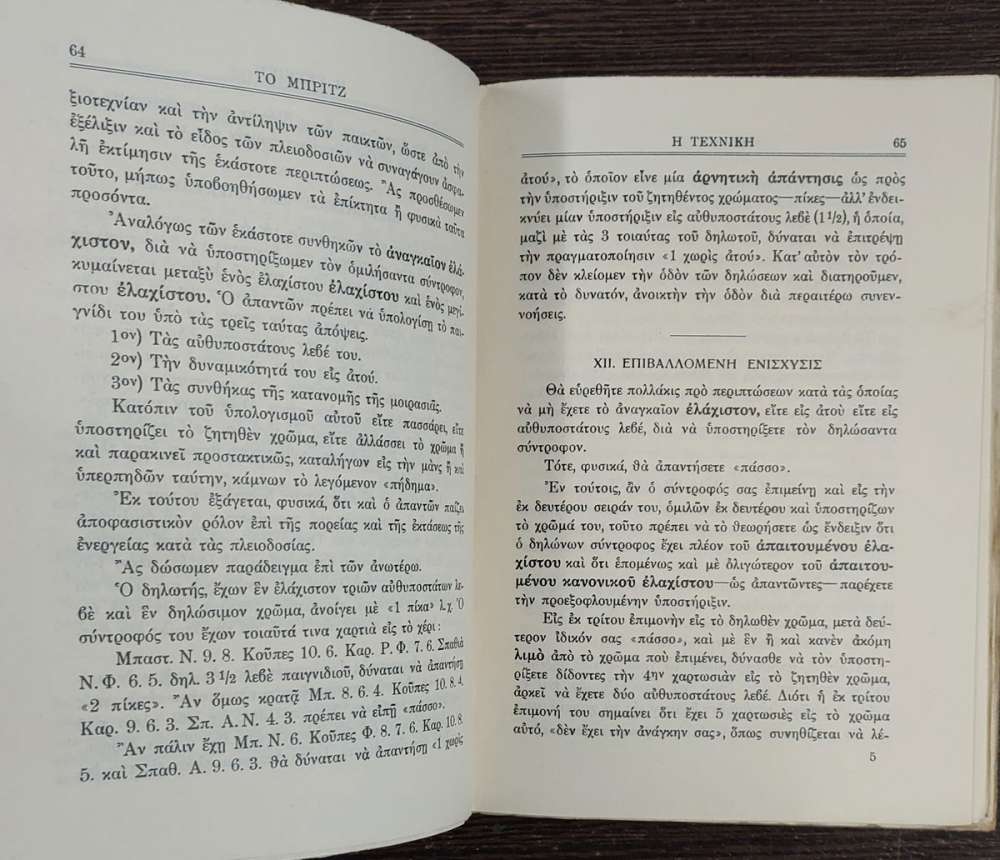 64
ΤΟ ΜΠΡΙΤΖ
ξιοτεχνίαν καὶ τὴν ἀντίληψιν τῶν παικτῶν, ὥστε ἀπὸ τὴν
ἐξέλιξιν καὶ τὸ εἶδος τῶν πλειοδοσιῶν νὰ συναγάγουν ἀσφα-
λῆ ἐκτίμησιν τῆς ἑκάστοτε περιπτώσεως. Ἂς προσθέσωμεν
τοῦτο, μήπως ὑποβοηθήσωμεν τὰ ἐπίκτητα ἢ φυσικὰ ταῦτα
προσόντα.
Ἀναλόγως τῶν ἑκάστοτε συνθηκῶν τὸ ἀναγκαῖον ἐλά-
χιστον, διὰ νὰ ὑποστηρίξωμεν τὸν ὁμιλήσαντα σύντροφον,
κυμαίνεται μεταξὺ ἑνὸς ἐλαχίστου ἐλαχίστου καὶ ἑνὸς μεγί-
στου ἐλαχίστου. Ὁ ἀπαντῶν πρέπει νὰ ὑπολογίσῃ τὸ παι-
γνίδι του ὑπὸ τὰς τρεῖς ταύτας ἀπόψεις.
1ον) Τὰς αὐθυποστάτους λεβέ του.
2ον) Τὴν δυναμικότητά του εἰς ἀτού.
3ον) Τὰς συνθήκας τῆς κατανομῆς τῆς μοιρασιᾶς.
Κατόπιν τοῦ ὑπολογισμοῦ αὐτοῦ εἴτε πασσάρει, εἴτε
ὑποστηρίζει τὸ ζητηθὲν χρῶμα, εἴτε ἀλλάσσει τὸ χρῶμα ἢ
καὶ παρακινεῖ προστακτικῶς, καταλήγων εἰς τὴν μὰνς ἢ καὶ
ὑπερπηδῶν ταύτην, κάμνων τὸ λεγόμενον «πήδημα».
Ἐκ τούτου ἐξάγεται, φυσικά, ὅτι καὶ ὁ ἀπαντῶν παίζει
ἀποφασιστικὸν ρόλον ἐπὶ τῆς πορείας καὶ τῆς ἐκτάσεως τῆς
ἐνεργείας κατὰ τὰς πλειοδοσίας.
Ἂς δώσωμεν παράδειγμα ἐπὶ τῶν ἀνωτέρω.
Ὁ δηλωτής, ἔχων ἓν ἐλάχιστον τριῶν αὐθυποστάτων λε-
βὲ καὶ ἓν δηλώσιμον χρῶμα, ἀνοίγει μὲ «1 πίκα» λ.χ. Ὁ
σύντροφός του ἔχων τοιαῦτά τινα χαρτιὰ εἰς τὸ χέρι:
Μπαστ. Ν. 9. 8. Κοῦπες 10. 6. Καρ. Ρ. Φ. 7. 6. Σπαθιὰ
Ν. Φ. 6. 5. δηλ. 3 1/2 λεβὲ παιγνιδιοῦ, δύναται νὰ ἀπαντήσῃ
«2 πίκες». Ἂν ὅμως κρατᾷ Μπ. 8. 6. 4. Κοῦπες 10. 8. 4.
Καρ. 9. 6. 3. Σπ. Α. Ν. 4. 3. πρέπει νὰ εἰπῇ «πάσσο».
Ἂν πάλιν ἔχῃ Μπ. Ν. 6. Κοῦπες Φ. 8. 7. 6. Καρ. 10. 8.
5. καὶ Σπαθ. Α. 9. 6. 3. θὰ δύναται νὰ ἀπαντήσῃ «1 χωρὶς
Η ΤΕΧΝΙΚΗ 65
ἀτού», τὸ ὁποῖον εἶνε μία ἀρνητικὴ ἀπάντησις ὡς πρὸς
τὴν ὑποστήριξιν τοῦ ζητηθέντος χρώματος—πίκες—ἀλλ' ἐνδει-
κνύει μίαν ὑποστήριξιν εἰς αὐθυποστάτους λεβέ (1 1/2), ἡ ὁποία,
μαζὶ μὲ τὰς 3 τοιαύτας τοῦ δηλωτοῦ, δύναται νὰ ἐπιτρέψῃ
τὴν πραγματοποίησιν «1 χωρὶς ἀτού». Κατ' αὐτὸν τὸν τρό-
πον δὲν κλείομεν τὴν ὁδὸν τῶν δηλώσεων καὶ διατηροῦμεν,
κατὰ τὸ δυνατόν, ἀνοικτὴν τὴν ὁδὸν διὰ περαιτέρω συνεν-
νοήσεις.
XII. ΕΠΙΒΑΛΛΟΜΕΝΗ ΕΝΙΣΧΥΣΙΣ
Θὰ εὑρεθῆτε πολλάκις πρὸ περιπτώσεων κατὰ τὰς ὁποίας
νὰ μὴ ἔχετε τὸ ἀναγκαῖον ἐλάχιστον, εἴτε εἰς ἀτοὺ εἴτε εἰς
αὐθυποστάτους λεβέ, διὰ νὰ ὑποστηρίξετε τὸν δηλώσαντα
σύντροφον.
Τότε, φυσικά, θὰ ἀπαντήσετε «πάσσο».
Ἐν τούτοις, ἂν ὁ σύντροφός σας ἐπιμείνῃ καὶ εἰς τὴν
ἐκ δευτέρου σειράν του, ὁμιλῶν ἐκ δευτέρου καὶ ὑποστηρίζων
τὸ χρῶμά του, τοῦτο πρέπει νὰ τὸ θεωρήσετε ὡς ἔνδειξιν ὅτι
ὁ δηλώνων σύντροφος ἔχει πλέον τοῦ ἀπαιτουμένου ἐλα-
χίστου καὶ ὅτι ἑπομένως καὶ μὲ ὀλιγότερον τοῦ ἀπαιτου-
μένου κανονικοῦ ἐλαχίστου—ὡς ἀπαντῶντες—παρέχετε
τὴν προεξοφλουμένην ὑποστήριξιν.
Εἰς ἐκ τρίτου ἐπιμονὴν εἰς τὸ δηλωθὲν χρῶμα, μετὰ δεύ-
τερον ἰδικόν σας «πάσσο», καὶ μὲ ἓν ἢ καὶ κανὲν ἀκόμη
λιμὸ ἀπὸ τὸ χρῶμα ποὺ ἐπιμένει, δύνασθε νὰ τὸν ὑποστη-
ρίξετε δίδοντες τὴν 4ην χαρτωσιὰν εἰς τὸ ζητηθὲν χρῶμα,
ἀρκεῖ νὰ ἔχετε δύο αὐθυποστάτους λεβέ. Διότι ἡ ἐκ τρίτου
ἐπιμονή του σημαίνει ὅτι ἔχει 5 χαρτωσιὲς εἰς τὸ χρῶμα
αὐτό, «δὲν ἔχει τὴν ἀνάγκην σας», ὅπως συνηθίζεται νὰ λέ-
5